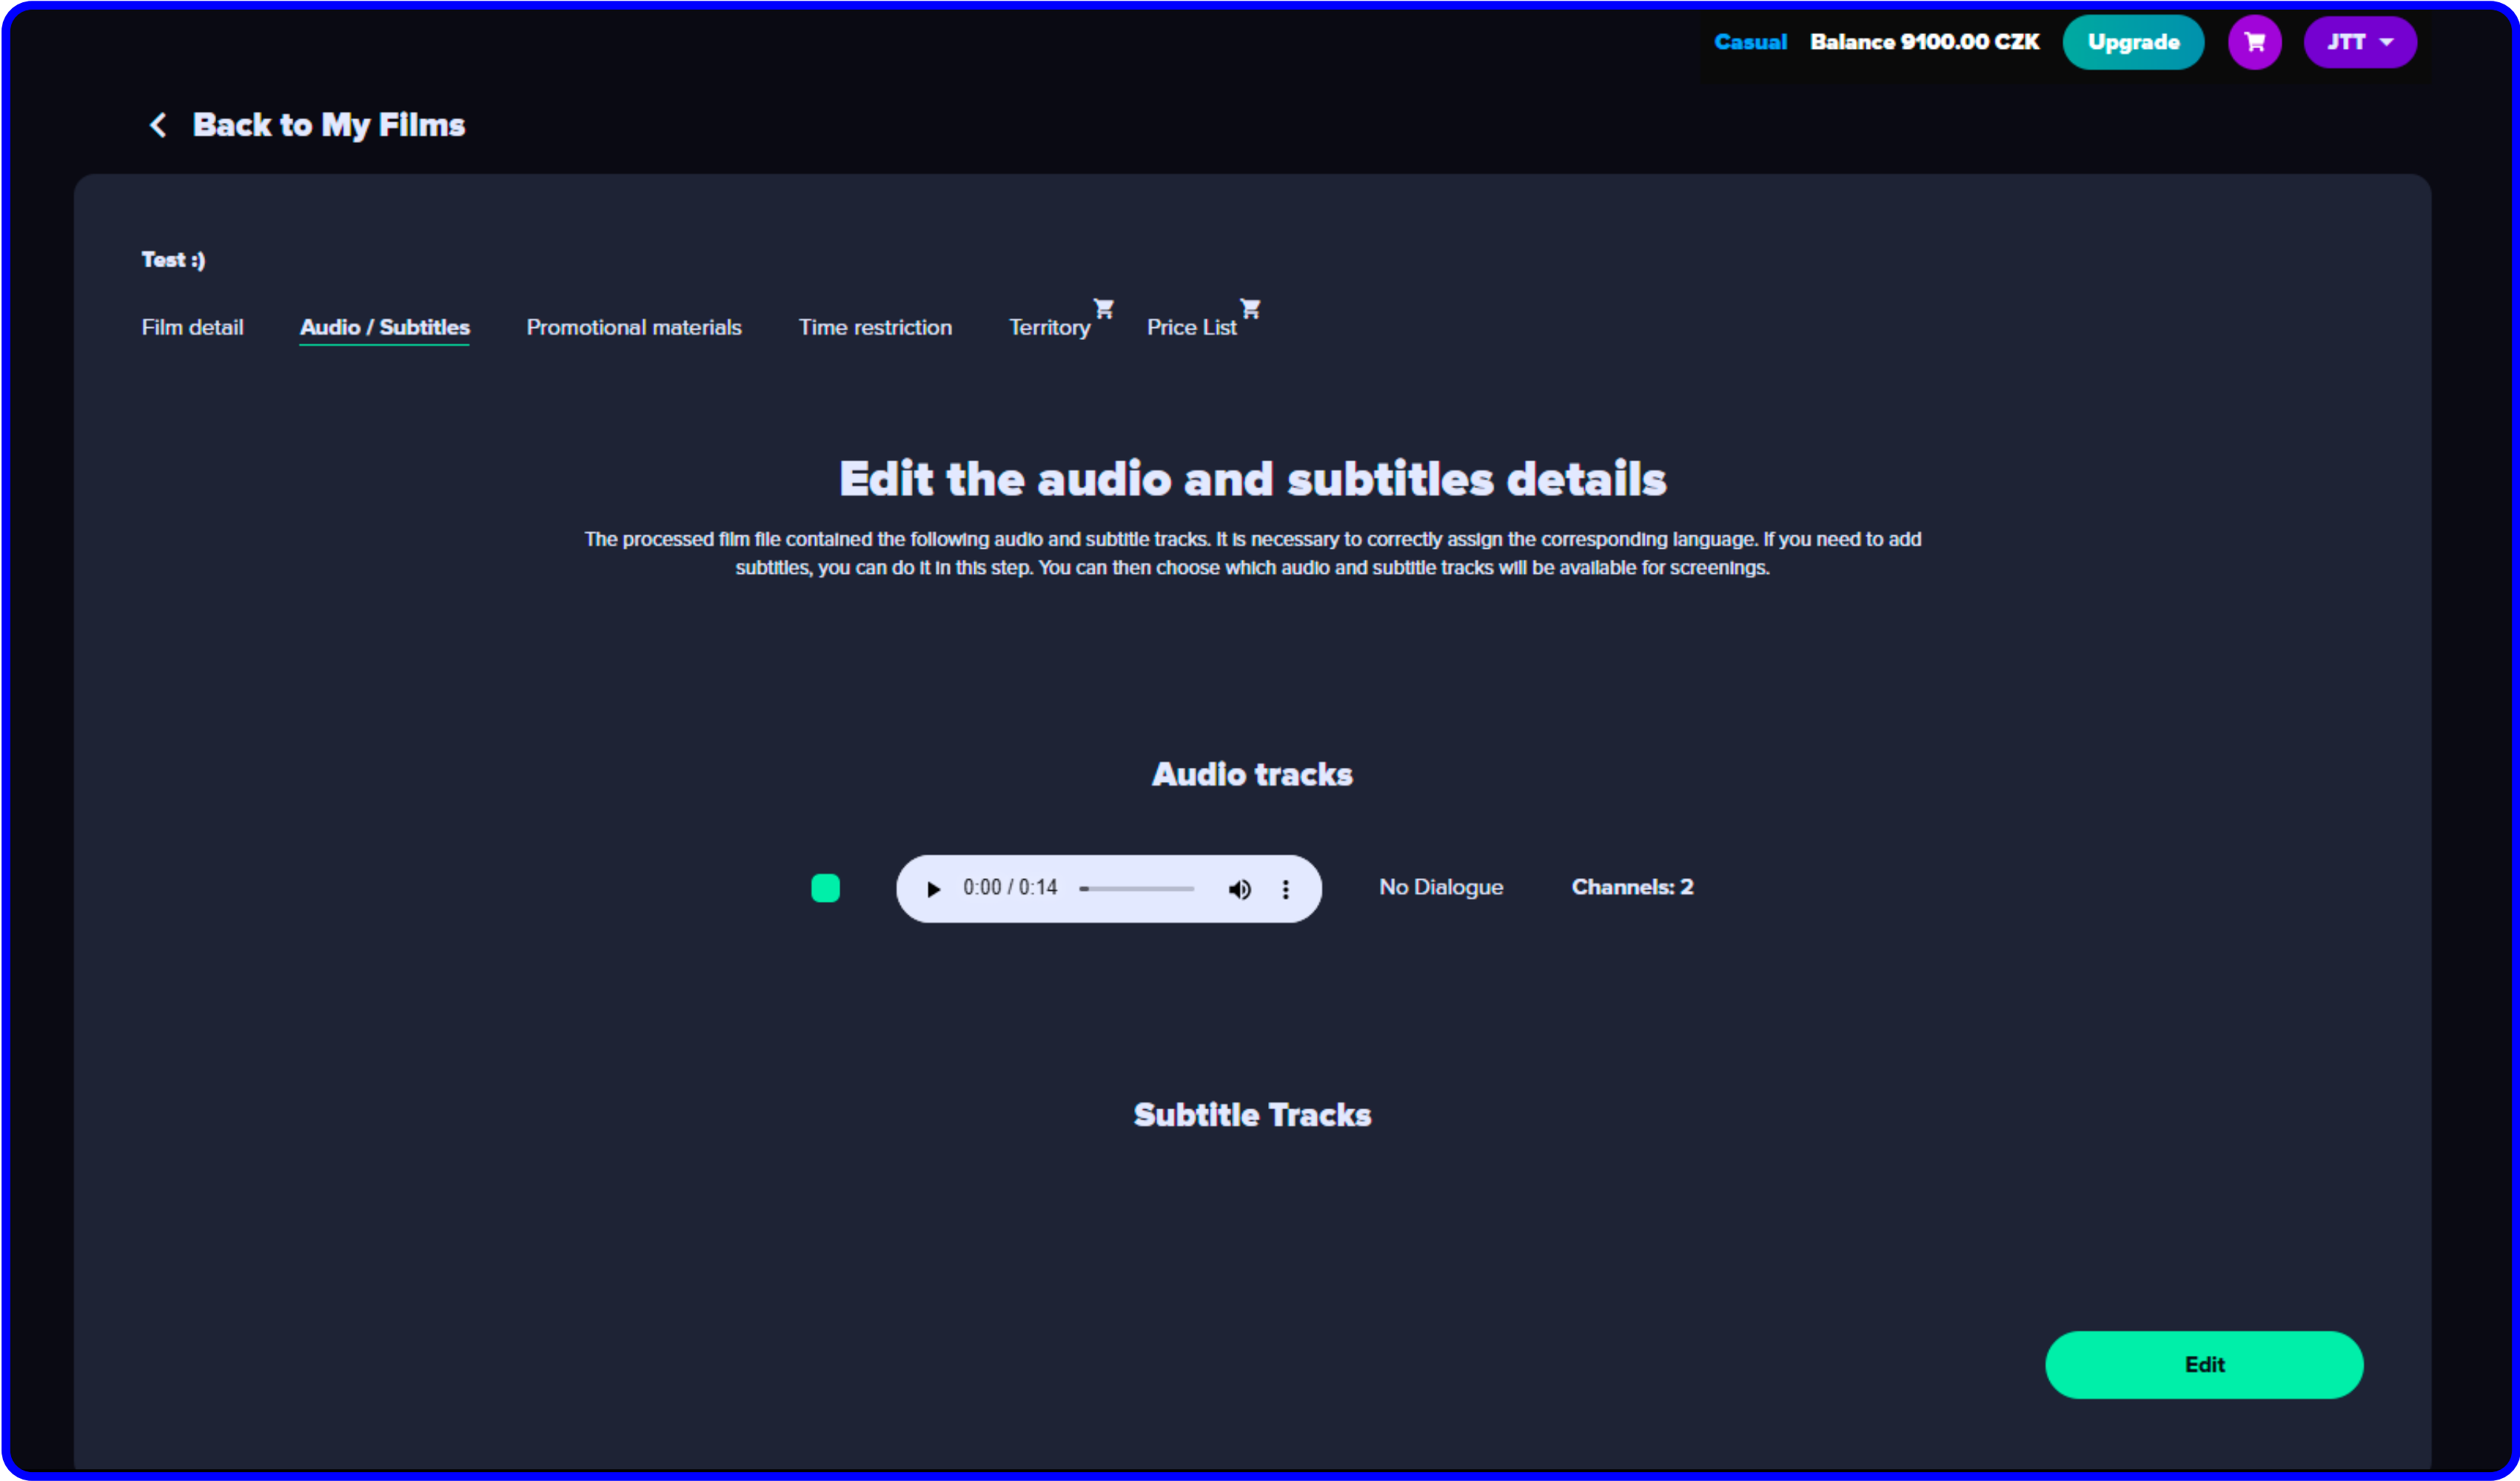 Casual Balance 9100.00 CZK Upgrade JTT
Back to My Films
Test :)
Film detail Audio / Subtitles Promotional materials Time restriction Territory Price List
Edit the audio and subtitles details
The processed film file contained the following audio and subtitle tracks. It is necessary to correctly assign the corresponding language. If you need to add
subtitles, you can do it in this step. You can then choose which audio and subtitle tracks will be available for screenings.
Audio tracks
0:00 / 0:14 No Dialogue Channels: 2
Subtitle Tracks
Edit